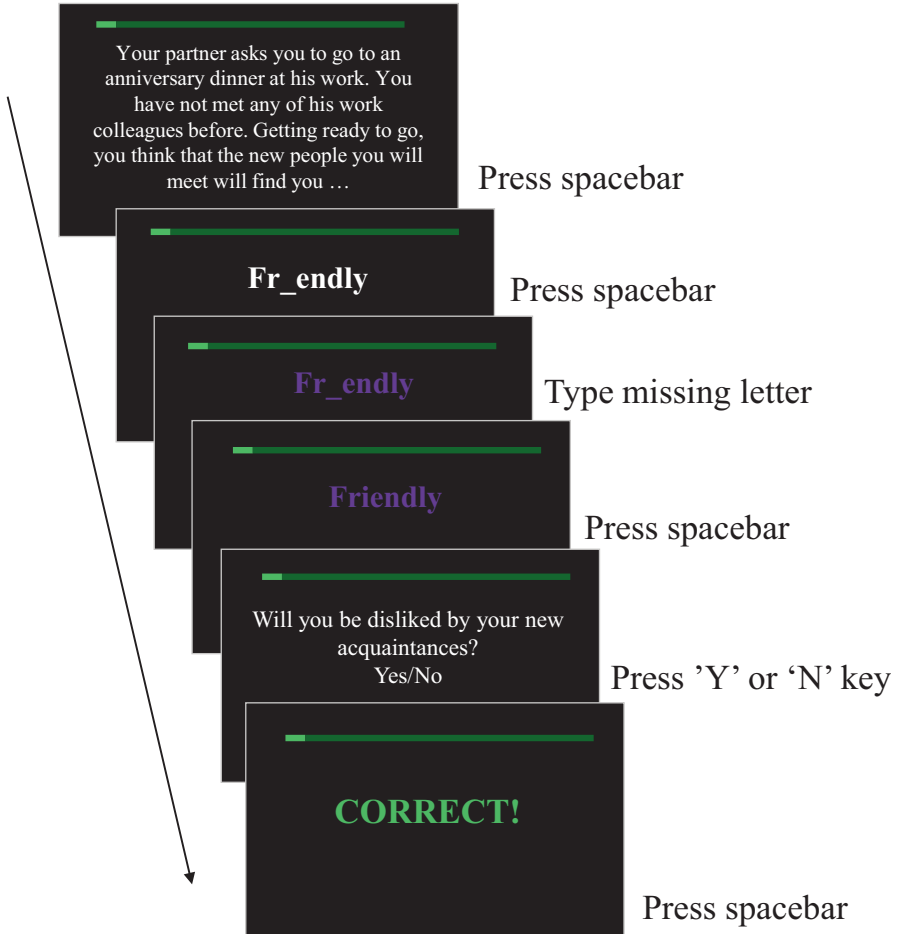 Your partner asks you to go to an
anniversary dinner at his work. You
have not met any of his work
colleagues before. Getting ready to go,
you think that the new people you will
meet will find you …
Press spacebar
Fr_endly
Press spacebar
Fr_endly
Type missing letter
Friendly
Press spacebar
Will you be disliked by your new
acquaintances?
Yes/No
Press ’Y’ or ‘N’ key
CORRECT!
Press spacebar